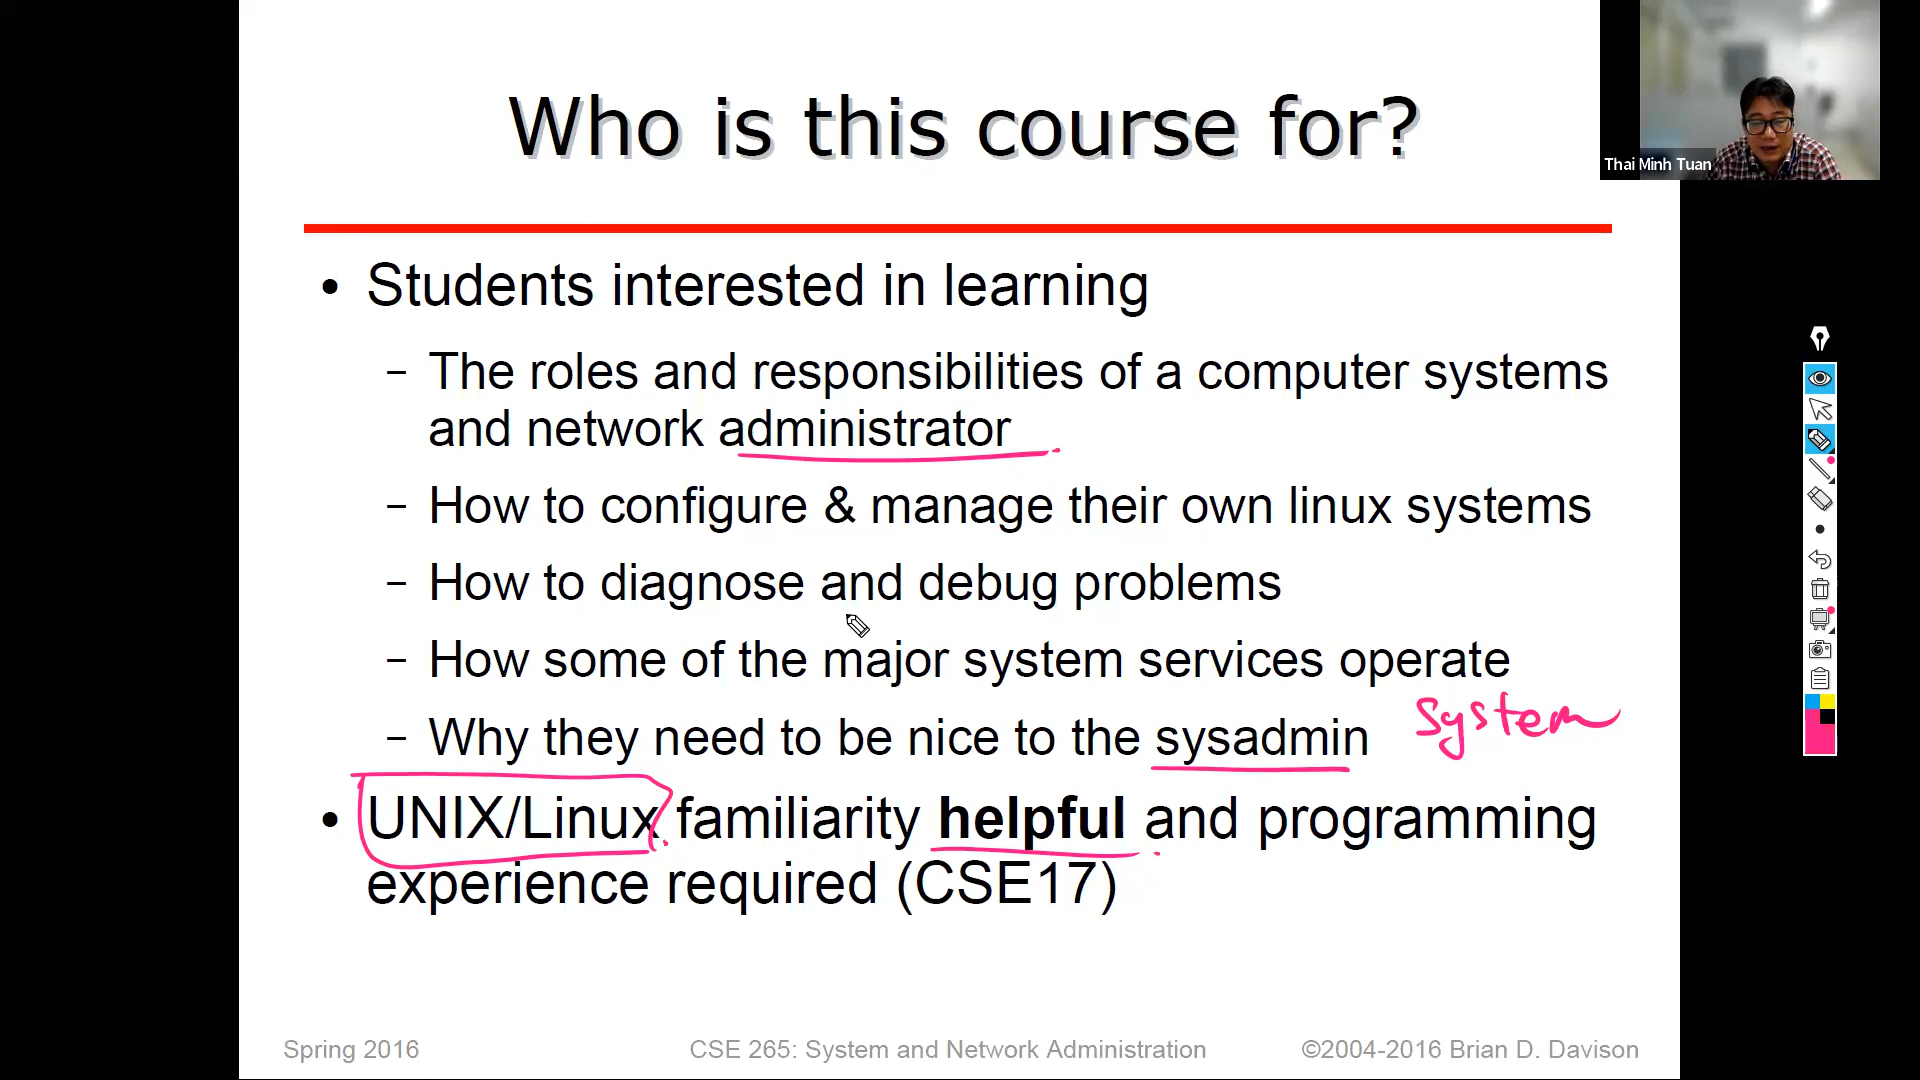 Who is this course for?
Thai Minh Tuan
• Students interested in learning
– The roles and responsibilities of a computer systems
and network administrator
– How to configure & manage their own linux systems
– How to diagnose and debug problems
– How some of the major system services operate
– Why they need to be nice to the sysadmin
system
• UNIX/Linux familiarity helpful and programming
experience required (CSE17)
Spring 2016
CSE 265: System and Network Administration
©2004-2016 Brian D. Davison